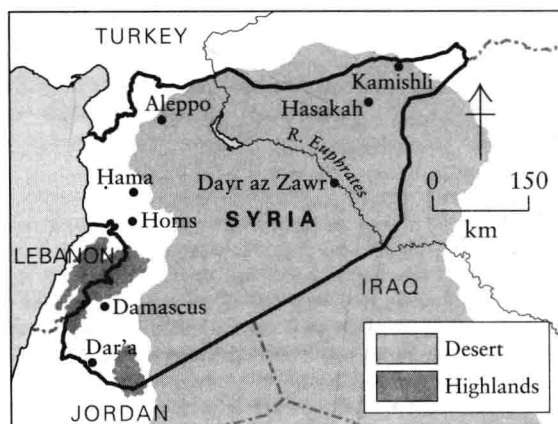 TURKEY
Kamishli
Aleppo
Hasakah
R. Euphrates
Hama
Dayr az Zawr
0 150
km
Homs
SYRIA
LEBANON
IRAQ
Damascus
Desert
Dar'a
Highlands
JORDAN